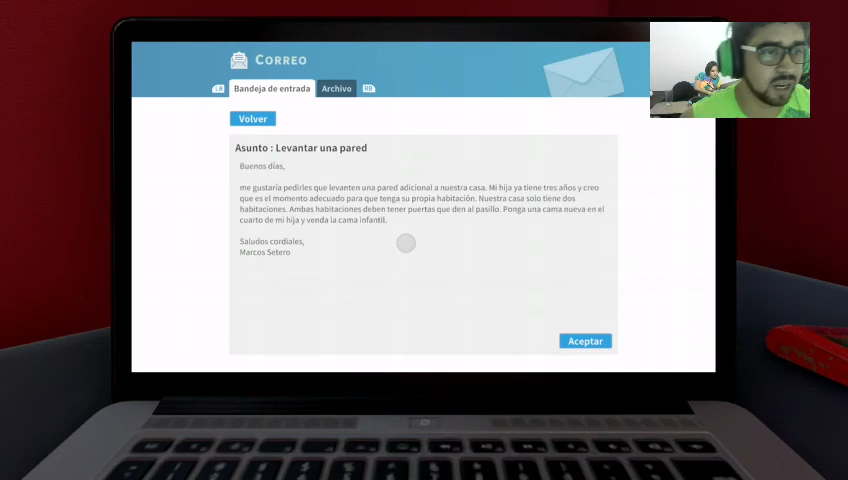 CORREO
LB Bandeja de entrada Archivo RB
Volver
Asunto : Levantar una pared
Buenos días,
me gustaría pedirles que levanten una pared adicional a nuestra casa. Mi hija ya tiene tres años y creo
que es el momento adecuado para que tenga su propia habitación. Nuestra casa solo tiene dos
habitaciones. Ambas habitaciones deben tener puertas que den al pasillo. Ponga una cama nueva en el
cuarto de mi hija y venda la cama infantil.
Saludos cordiales,
Marcos Setero
Aceptar